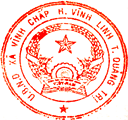 U.B.N.D XÃ VĨNH CHẤP H. VĨNH LINH T. QUẢNG TRỊ